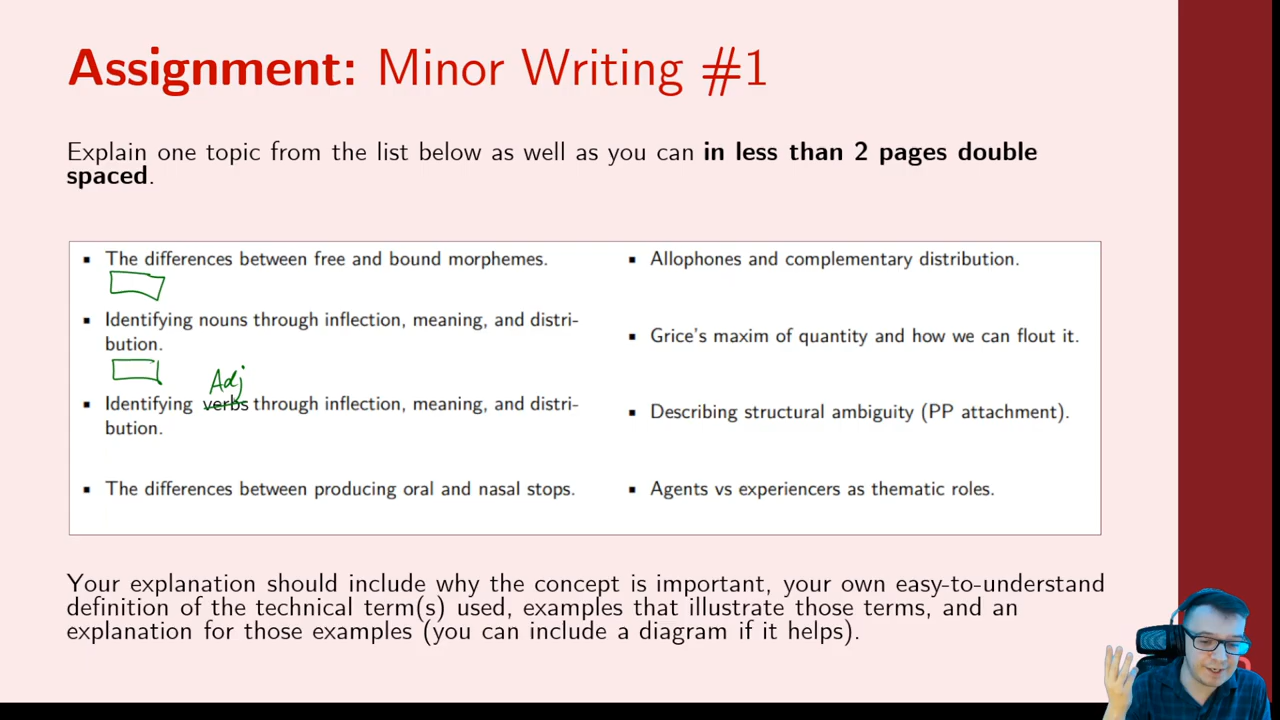 Assignment: Minor Writing #1
Explain one topic from the list below as well as you can in less than 2 pages double
spaced.
▪ The differences between free and bound morphemes.
▪ Identifying nouns through inflection, meaning, and distri-
bution.
Adj
▪ Identifying verbs through inflection, meaning, and distri-
bution.
▪ The differences between producing oral and nasal stops.
▪ Allophones and complementary distribution.
▪ Grice's maxim of quantity and how we can flout it.
▪ Describing structural ambiguity (PP attachment).
▪ Agents vs experiencers as thematic roles.
Your explanation should include why the concept is important, your own easy-to-understand
definition of the technical term(s) used, examples that illustrate those terms, and an
explanation for those examples (you can include a diagram if it helps).